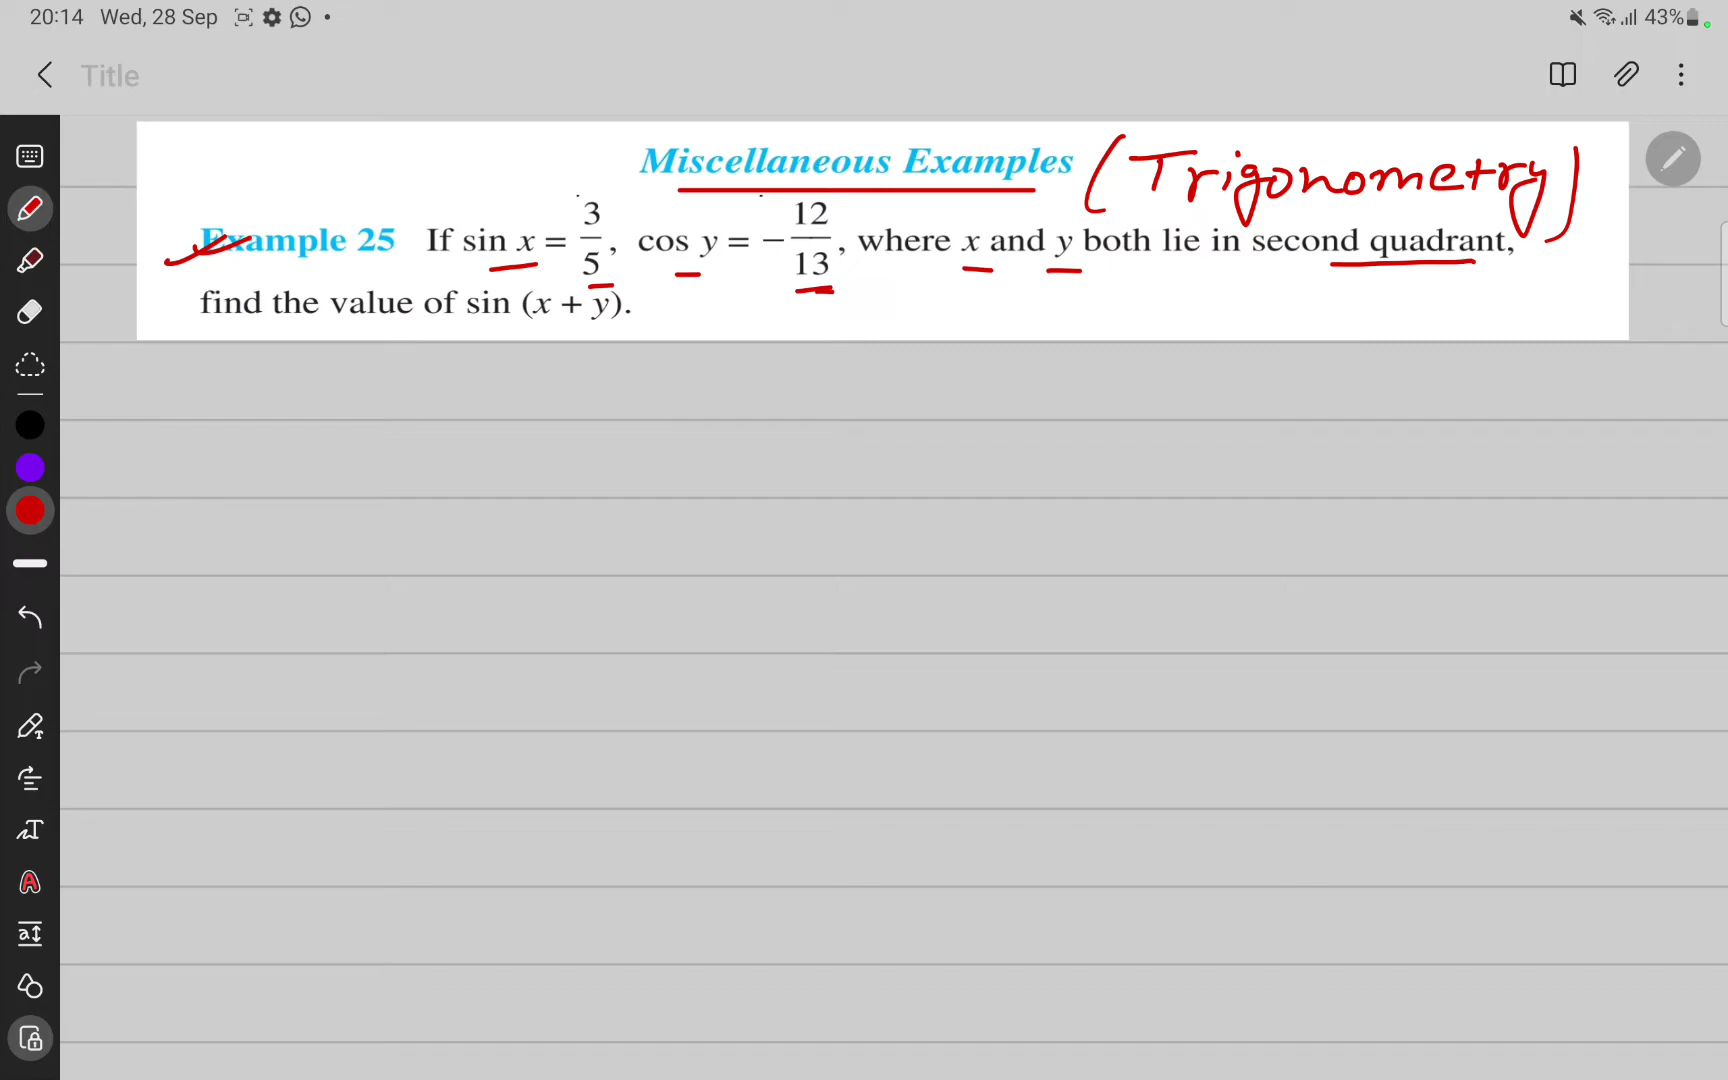 20:14 Wed, 28 Sep 43%
Title
Miscellaneous Examples (Trigonometry)
Example 25 If sin x = 3/5, cos y = −12/13, where x and y both lie in second quadrant,
find the value of sin (x + y).